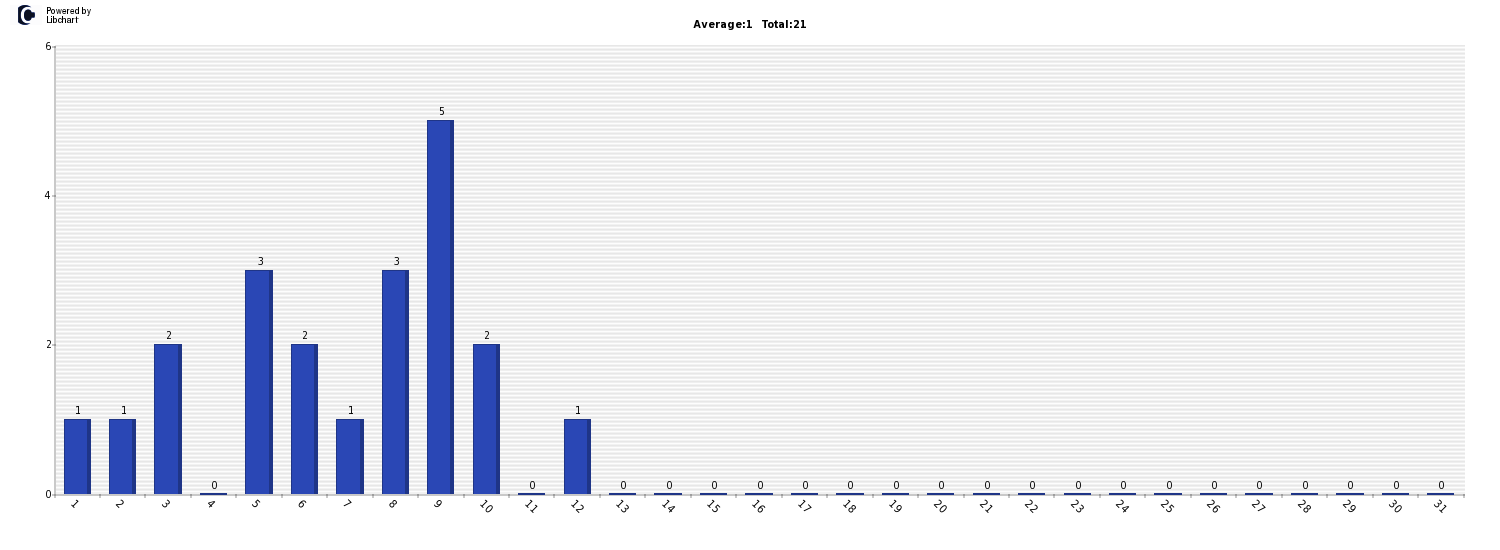 Powered by
Libchart
Average:1 Total:21
6
4
2
0
1 1 2 0 3 2 1 3 5 2 0 1 0 0 0 0 0 0 0 0 0 0 0 0 0 0 0 0 0 0 0
1 2 3 4 5 6 7 8 9 10 11 12 13 14 15 16 17 18 19 20 21 22 23 24 25 26 27 28 29 30 31